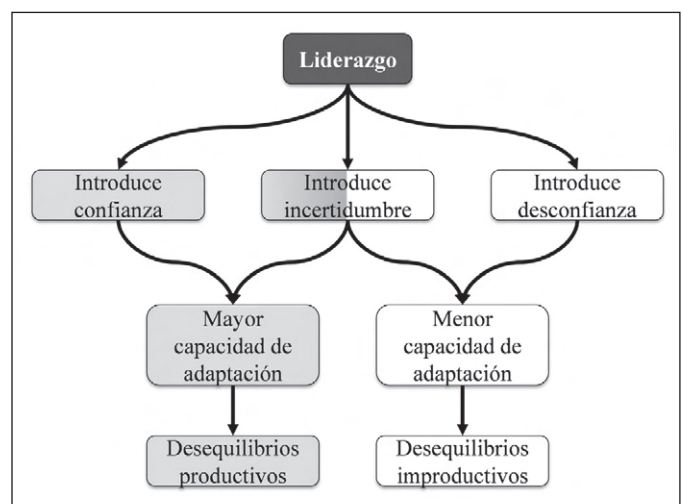 Liderazgo
Introduce
confianza
Introduce
incertidumbre
Introduce
desconfianza
Mayor
capacidad de
adaptación
Menor
capacidad de
adaptación
Desequilibrios
productivos
Desequilibrios
improductivos